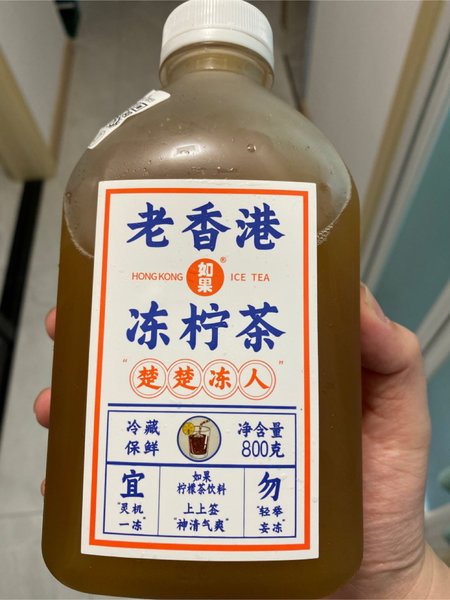 老香港
HONG KONG 如果® ICE TEA
冻柠茶
"楚楚冻人"
冷藏
保鲜
净含量
800克
宜
"灵机
一冻"
如果
柠檬茶饮料
上上签
"神清气爽"
勿
"轻举
妄冻"